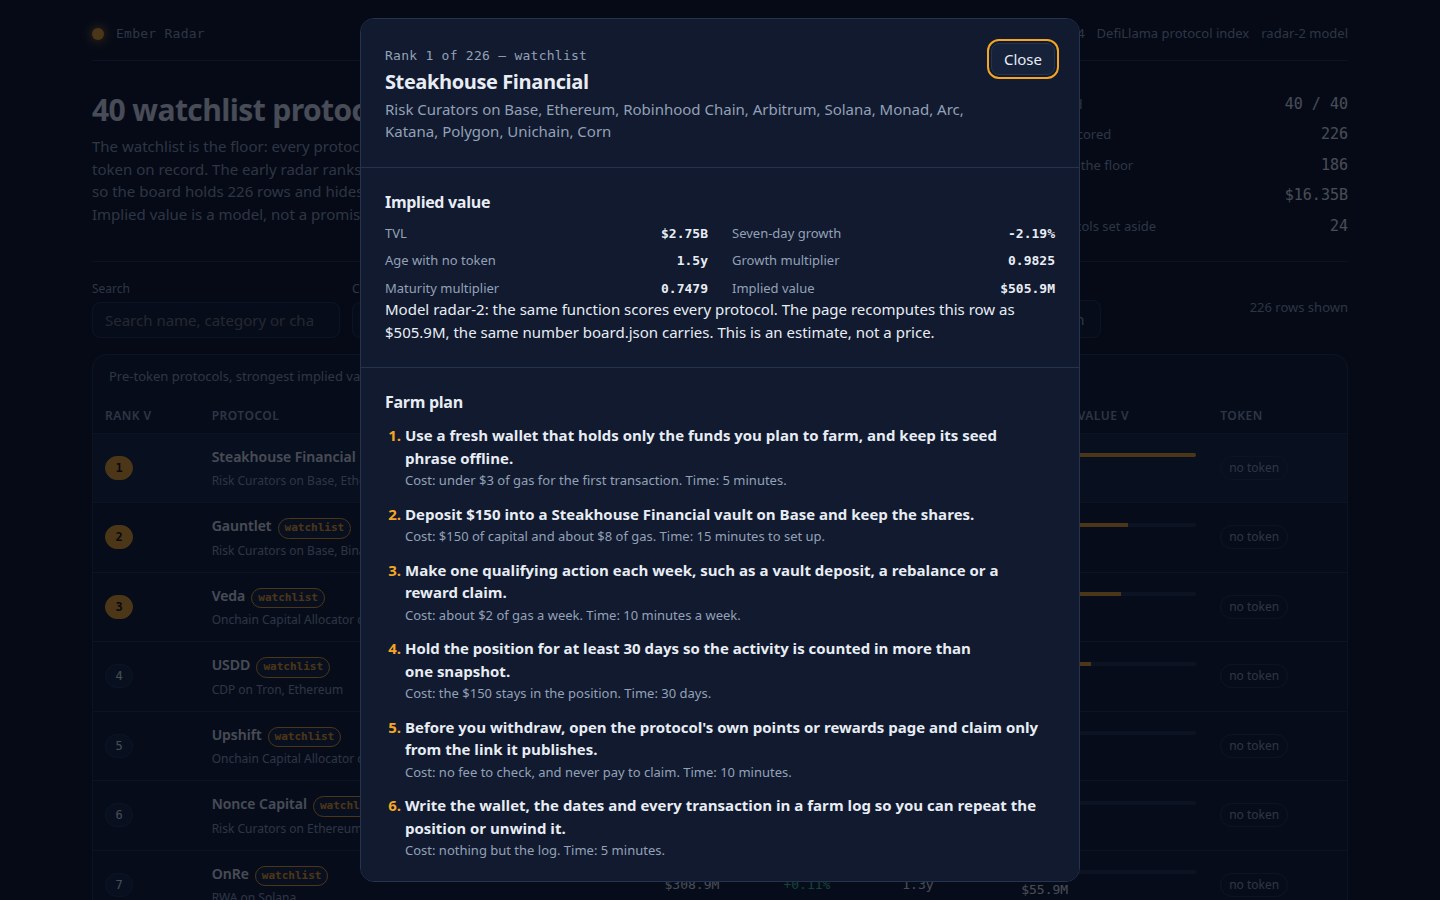 Ember Radar
4 DefiLlama protocol index radar-2 model
40 watchlist protoc
The watchlist is the floor: every protoc
token on record. The early radar ranks
so the board holds 226 rows and hides
Implied value is a model, not a promis
40 / 40
cored 226
the floor 186
$16.35B
cols set aside 24
Search
Search name, category or cha
226 rows shown
Pre-token protocols, strongest implied va
RANK V PROTOCOL VALUE V TOKEN
1 Steakhouse Financial no token
Risk Curators on Base, Eth
2 Gauntlet watchlist no token
Risk Curators on Base, Bin
3 Veda watchlist no token
Onchain Capital Allocator o
4 USDD watchlist no token
CDP on Tron, Ethereum
5 Upshift watchlist no token
Onchain Capital Allocator o
6 Nonce Capital watchl no token
Risk Curators on Ethereum
7 OnRe watchlist $308.9M +0.11% 1.3y $55.9M no token
RWA on Solana
Rank 1 of 226 — watchlist
Close
Steakhouse Financial
Risk Curators on Base, Ethereum, Robinhood Chain, Arbitrum, Solana, Monad, Arc,
Katana, Polygon, Unichain, Corn
Implied value
TVL $2.75B Seven-day growth -2.19%
Age with no token 1.5y Growth multiplier 0.9825
Maturity multiplier 0.7479 Implied value $505.9M
Model radar-2: the same function scores every protocol. The page recomputes this row as
$505.9M, the same number board.json carries. This is an estimate, not a price.
Farm plan
1. Use a fresh wallet that holds only the funds you plan to farm, and keep its seed
phrase offline.
Cost: under $3 of gas for the first transaction. Time: 5 minutes.
2. Deposit $150 into a Steakhouse Financial vault on Base and keep the shares.
Cost: $150 of capital and about $8 of gas. Time: 15 minutes to set up.
3. Make one qualifying action each week, such as a vault deposit, a rebalance or a
reward claim.
Cost: about $2 of gas a week. Time: 10 minutes a week.
4. Hold the position for at least 30 days so the activity is counted in more than
one snapshot.
Cost: the $150 stays in the position. Time: 30 days.
5. Before you withdraw, open the protocol's own points or rewards page and claim only
from the link it publishes.
Cost: no fee to check, and never pay to claim. Time: 10 minutes.
6. Write the wallet, the dates and every transaction in a farm log so you can repeat the
position or unwind it.
Cost: nothing but the log. Time: 5 minutes.